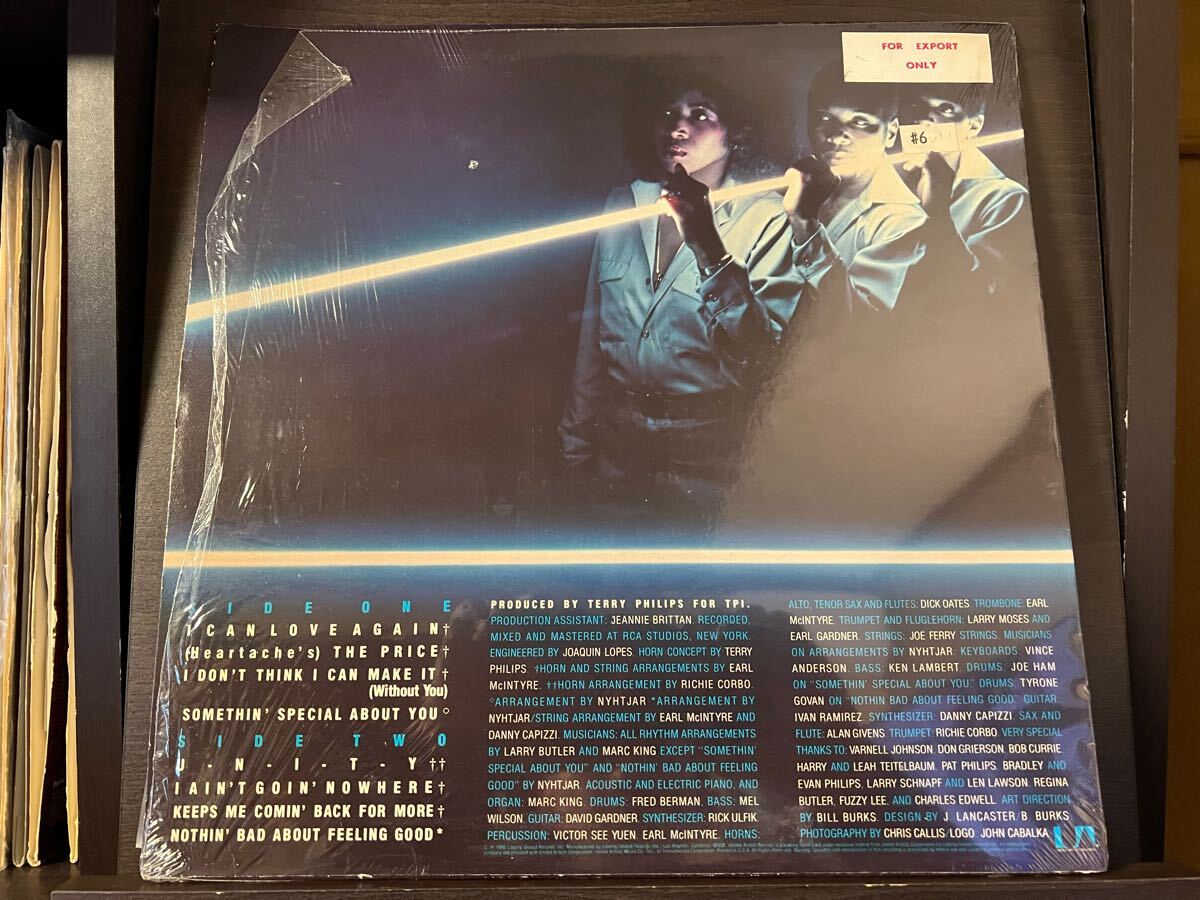 FOR EXPORT
ONLY
#6
SIDE ONE
I CAN LOVE AGAIN†
(Heartache's) THE PRICE†
I DON'T THINK I CAN MAKE IT†
(Without You)
SOMETHIN' SPECIAL ABOUT YOU°
SIDE TWO
U-N-I-T-Y††
I AIN'T GOIN' NOWHERE†
KEEPS ME COMIN' BACK FOR MORE†
NOTHIN' BAD ABOUT FEELING GOOD*
PRODUCED BY TERRY PHILIPS FOR TPI.
PRODUCTION ASSISTANT: JEANNIE BRITTAN. RECORDED,
MIXED AND MASTERED AT RCA STUDIOS, NEW YORK.
ENGINEERED BY JOAQUIN LOPES. HORN CONCEPT BY TERRY
PHILIPS. †HORN AND STRING ARRANGEMENTS BY EARL
McINTYRE. ††HORN ARRANGEMENT BY RICHIE CORBO.
°ARRANGEMENT BY NYHTJAR *ARRANGEMENT BY
NYHTJAR/STRING ARRANGEMENT BY EARL McINTYRE AND
DANNY CAPIZZI. MUSICIANS: ALL RHYTHM ARRANGEMENTS
BY LARRY BUTLER AND MARC KING EXCEPT "SOMETHIN'
SPECIAL ABOUT YOU" AND "NOTHIN' BAD ABOUT FEELING
GOOD" BY NYHTJAR. ACOUSTIC AND ELECTRIC PIANO, AND
ORGAN: MARC KING. DRUMS: FRED BERMAN. BASS: MEL
WILSON. GUITAR: DAVID GARDNER. SYNTHESIZER: RICK ULFIK.
PERCUSSION: VICTOR SEE YUEN. EARL McINTYRE. HORNS:
ALTO, TENOR SAX AND FLUTES: DICK OATES. TROMBONE: EARL
McINTYRE. TRUMPET AND FLUGLEHORN: LARRY MOSES AND
EARL GARDNER. STRINGS: JOE FERRY STRINGS. MUSICIANS
ON ARRANGEMENTS BY NYHTJAR: KEYBOARDS: VINCE
ANDERSON. BASS: KEN LAMBERT. DRUMS: JOE HAM
ON "SOMETHIN' SPECIAL ABOUT YOU" DRUMS: TYRONE
GOVAN ON "NOTHIN BAD ABOUT FEELING GOOD." GUITAR:
IVAN RAMIREZ. SYNTHESIZER: DANNY CAPIZZI. SAX AND
FLUTE: ALAN GIVENS. TRUMPET: RICHIE CORBO. VERY SPECIAL
THANKS TO: VARNELL JOHNSON, DON GRIERSON, BOB CURRIE
HARRY AND LEAH TEITELBAUM, PAT PHILIPS, BRADLEY AND
EVAN PHILIPS, LARRY SCHNAPF AND LEN LAWSON, REGINA
BUTLER, FUZZY LEE, AND CHARLES EDWELL. ART DIRECTION
BY BILL BURKS. DESIGN BY J. LANCASTER/B. BURKS
PHOTOGRAPHY BY CHRIS CALLIS/LOGO: JOHN CABALKA